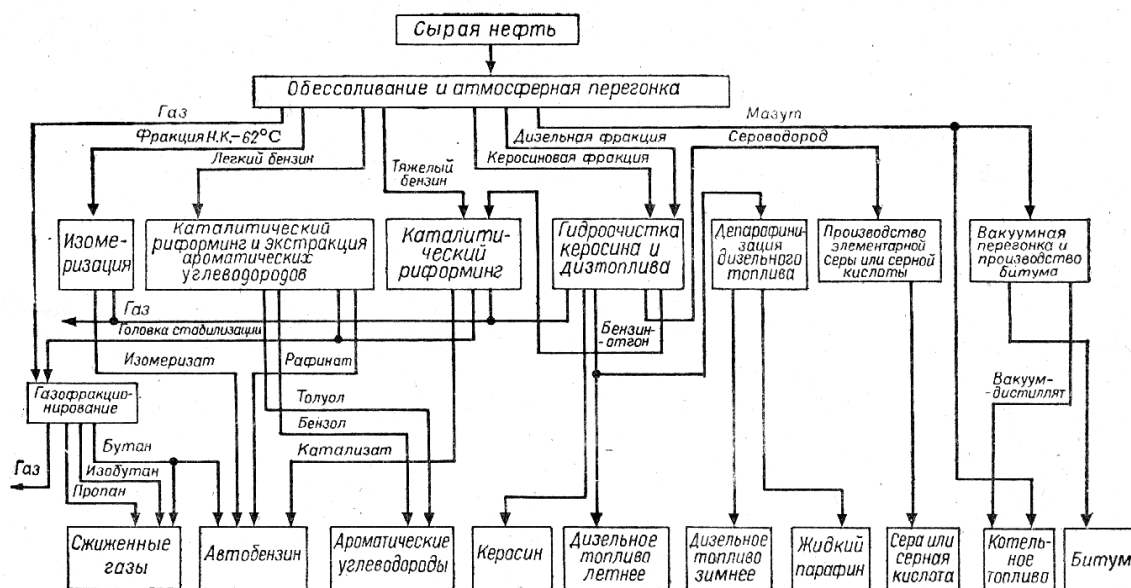 Сырая нефть
Обессоливание и атмосферная перегонка
Газ
Мазут
Фракция Н.К.-62°С
Дизельная фракция
Сероводород
Легкий бензин
Тяжелый
бензин
Керосиновая фракция
Изоме-
ризация
Каталитический
риформинг и экстракция
ароматических
углеводородов
Каталити-
ческий
риформинг
Гидроочистка
керосина и
дизтоплива
Депарафини-
зация
дизельного
топлива
Производство
элементарной
серы или серной
кислоты
Вакуумная
перегонка и
производство
битума
Газ
Головка стабилизации
Бензин-
-отгон
Изомеризат
Рафинат
Газофракцио-
нирование
Толуол
Бензол
Вакуум-
-дистиллят
Бутан
Катализат
Изобутан
Газ
Пропан
Сжиженные
газы
Автобензин
Ароматические
углеводороды
Керосин
Дизельное
топливо
летнее
Дизельное
топливо
зимнее
Жидкий
парафин
Сера или
серная
кислота
Котель-
ное
топливо
Битум